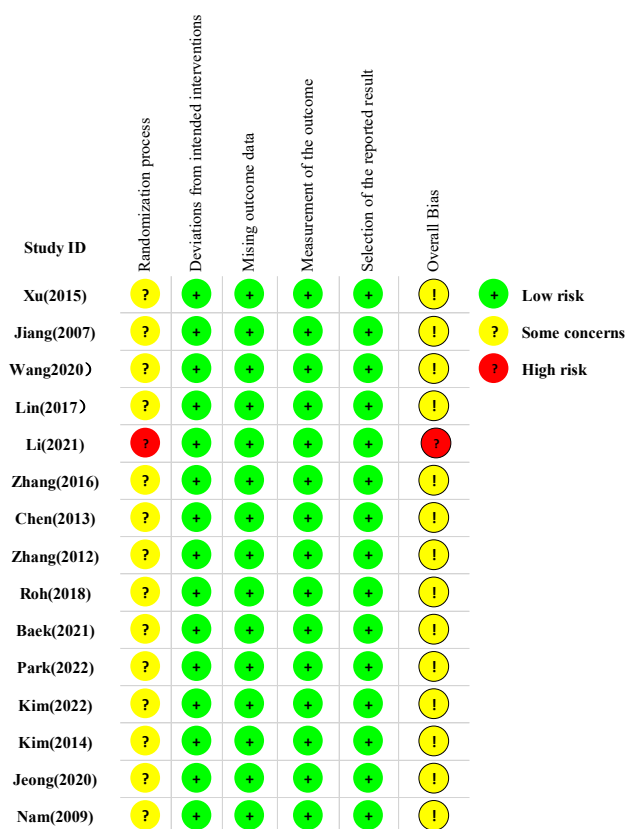 Study ID
Randomization process
Deviations from intended interventions
Mising outcome data
Measurement of the outcome
Selection of the reported result
Overall Bias
Xu(2015) ? + + + + !
Jiang(2007) ? + + + + !
Wang2020） ? + + + + !
Lin(2017） ? + + + + !
Li(2021) ? + + + + ?
Zhang(2016) ? + + + + !
Chen(2013) ? + + + + !
Zhang(2012) ? + + + + !
Roh(2018) ? + + + + !
Baek(2021) ? + + + + !
Park(2022) ? + + + + !
Kim(2022) ? + + + + !
Kim(2014) ? + + + + !
Jeong(2020) ? + + + + !
Nam(2009) ? + + + + !
+ Low risk
? Some concerns
? High risk